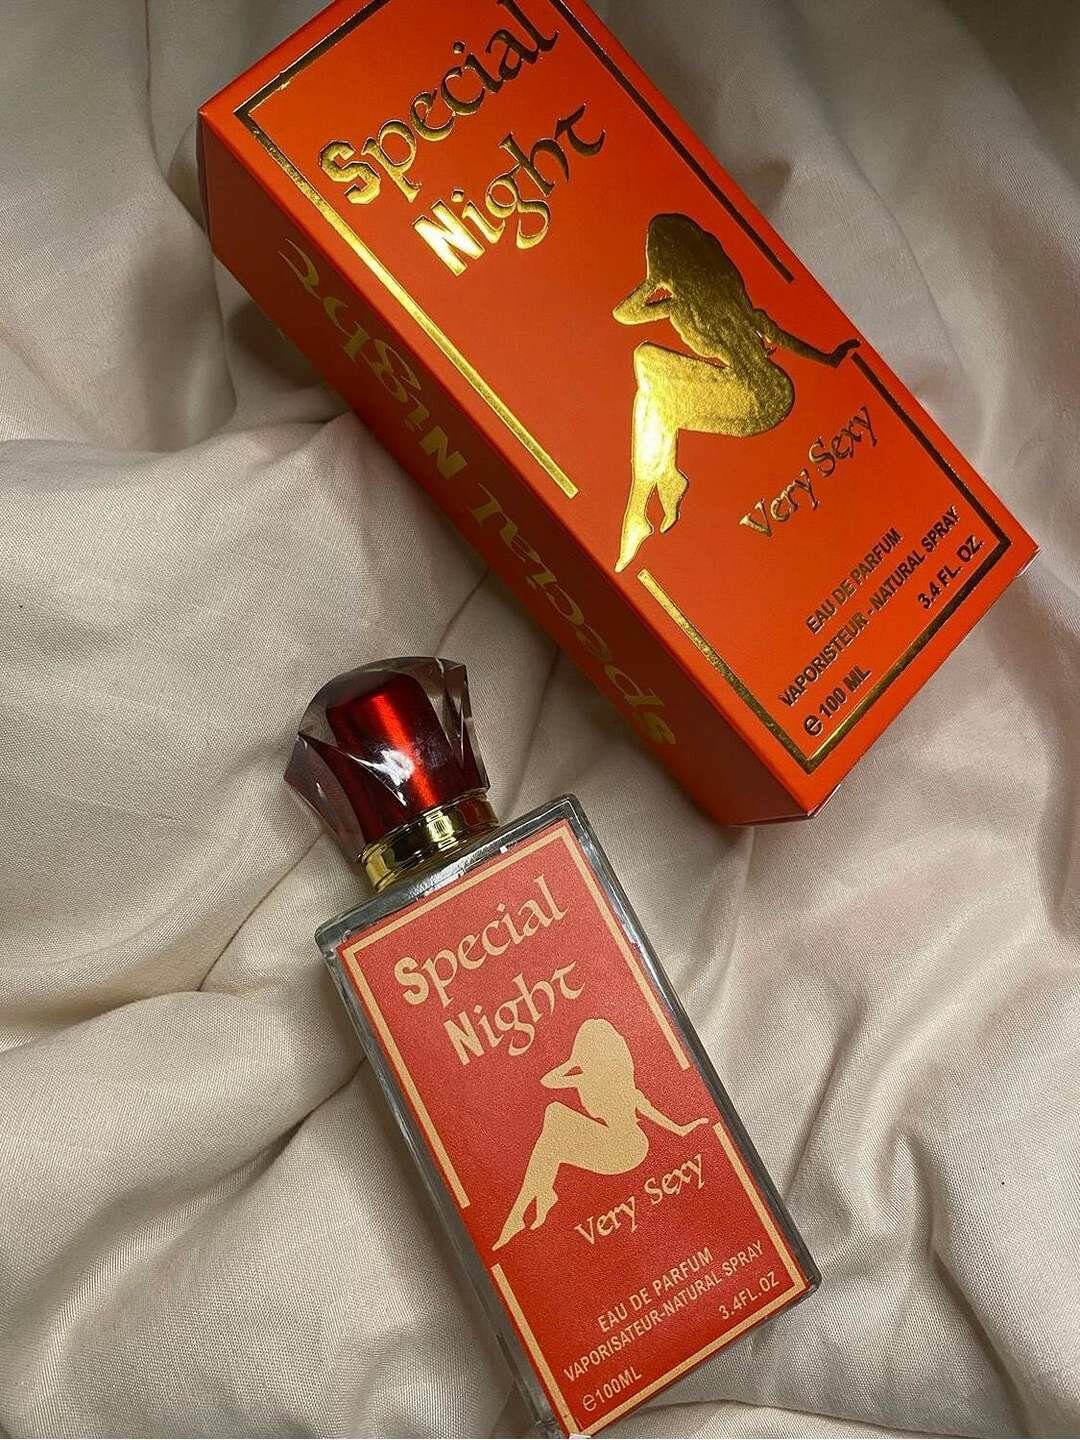 Special
Night
Very Sexy
EAU DE PARFUM
VAPORISTEUR - NATURAL SPRAY
e 100 ML
3.4 FL. OZ.
Special Night
Special
Night
Very Sexy
EAU DE PARFUM
VAPORISATEUR-NATURAL SPRAY
e100ML
3.4FL.OZ